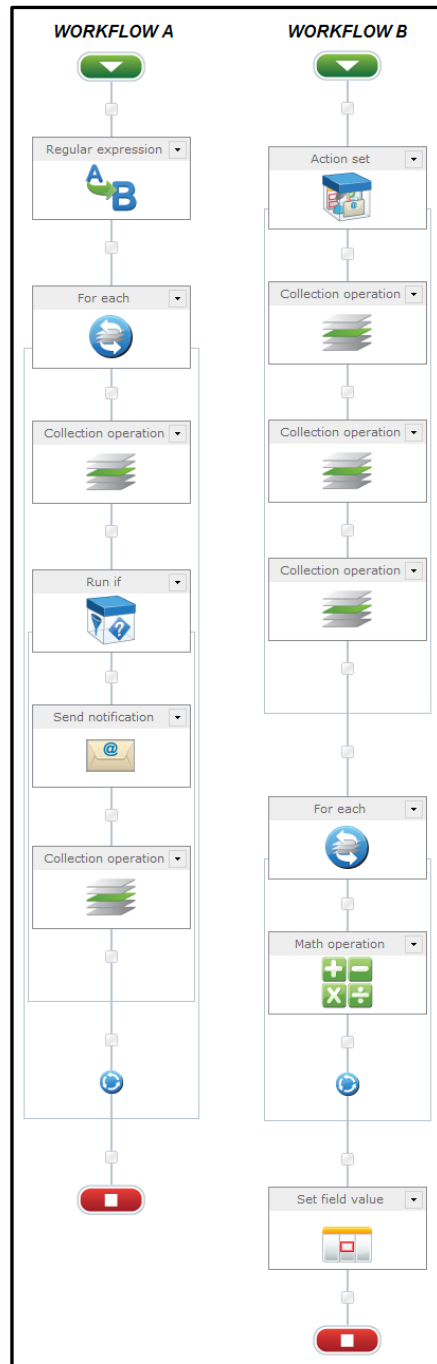 WORKFLOW A
Regular expression
A
B
For each
Collection operation
Run if
?
Send notification
@
Collection operation
WORKFLOW B
Action set
@
Collection operation
Collection operation
Collection operation
For each
Math operation
+ −
× ÷
Set field value